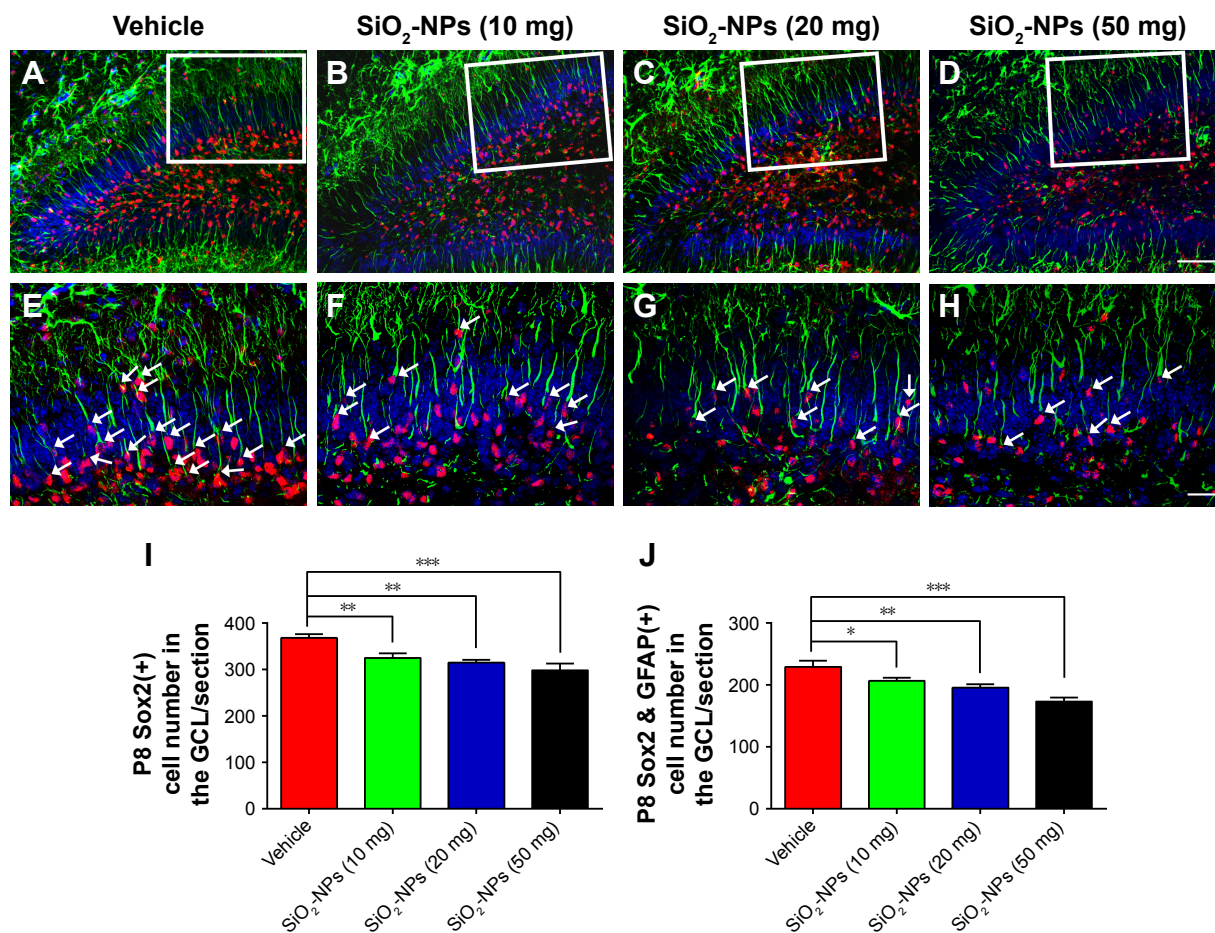 Vehicle
SiO₂-NPs (10 mg)
SiO₂-NPs (20 mg)
SiO₂-NPs (50 mg)
A
B
C
D
E
F
G
H
I
***
**
**
P8 Sox2(+)
cell number in
the GCL/section
400
300
200
100
0
Vehicle
SiO₂-NPs (10 mg)
SiO₂-NPs (20 mg)
SiO₂-NPs (50 mg)
J
***
**
*
P8 Sox2 & GFAP(+)
cell number in
the GCL/section
300
200
100
0
Vehicle
SiO₂-NPs (10 mg)
SiO₂-NPs (20 mg)
SiO₂-NPs (50 mg)